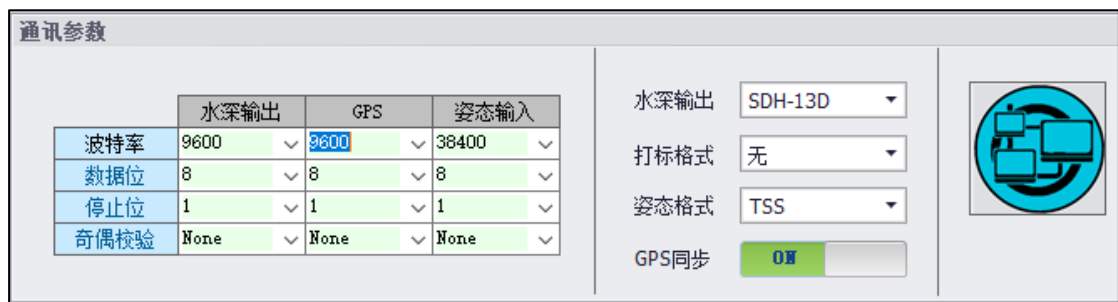 通讯参数
水深输出 GPS 姿态输入
波特率 9600 9600 38400
数据位 8 8 8
停止位 1 1 1
奇偶校验 None None None
水深输出 SDH-13D
打标格式 无
姿态格式 TSS
GPS同步 ON